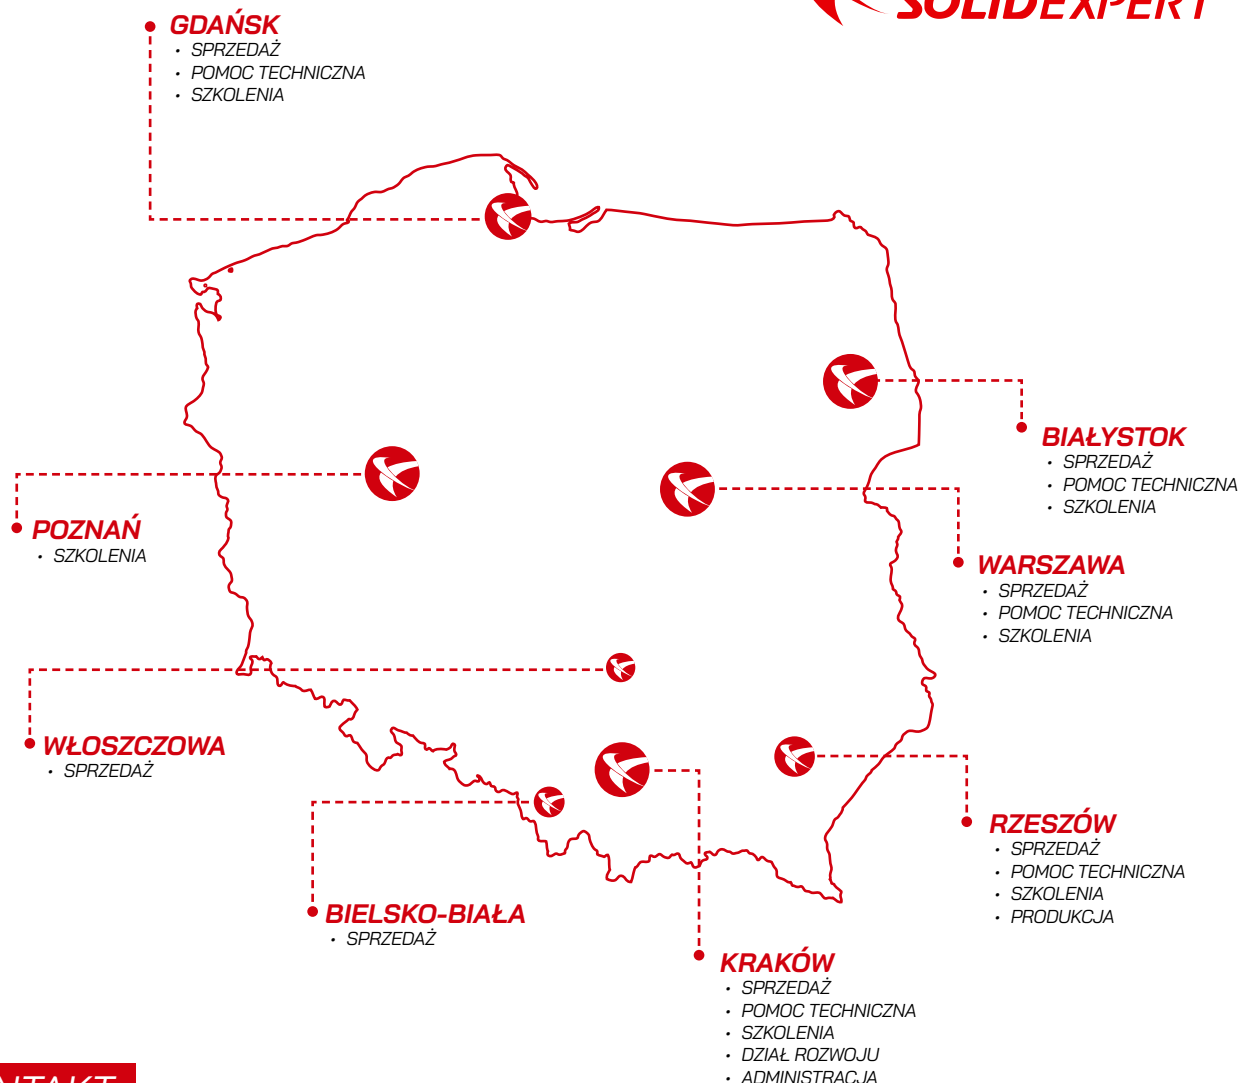 SOLIDEXPERT
GDAŃSK
• SPRZEDAŻ
• POMOC TECHNICZNA
• SZKOLENIA
BIAŁYSTOK
• SPRZEDAŻ
• POMOC TECHNICZNA
• SZKOLENIA
POZNAŃ
• SZKOLENIA
WARSZAWA
• SPRZEDAŻ
• POMOC TECHNICZNA
• SZKOLENIA
WŁOSZCZOWA
• SPRZEDAŻ
RZESZÓW
• SPRZEDAŻ
• POMOC TECHNICZNA
• SZKOLENIA
• PRODUKCJA
BIELSKO-BIAŁA
• SPRZEDAŻ
KRAKÓW
• SPRZEDAŻ
• POMOC TECHNICZNA
• SZKOLENIA
• DZIAŁ ROZWOJU
• ADMINISTRACJA